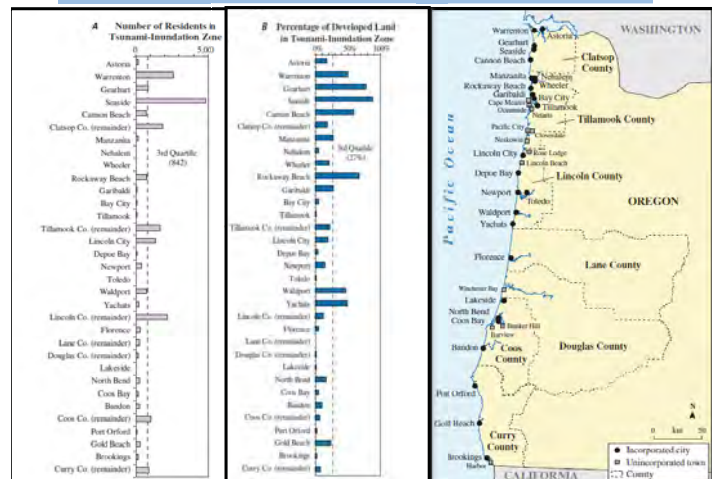 A Number of Residents in
Tsunami-Inundation Zone
0
5,000
Astoria
Warrenton
Gearhart
Seaside
Cannon Beach
Clatsop Co. (remainder)
Manzanita
Nehalem
Wheeler
Rockaway Beach
Garibaldi
Bay City
Tillamook
Tillamook Co. (remainder)
Lincoln City
Depoe Bay
Newport
Toledo
Waldport
Yachats
Lincoln Co. (remainder)
Florence
Lane Co. (remainder)
Douglas Co. (remainder)
Lakeside
North Bend
Coos Bay
Bandon
Coos Co. (remainder)
Port Orford
Gold Beach
Brookings
Curry Co. (remainder)
3rd Quartile
(842)
B Percentage of Developed Land
in Tsunami-Inundation Zone
0% 50% 100%
Astoria
Warrenton
Gearhart
Seaside
Cannon Beach
Clatsop Co. (remainder)
Manzanita
Nehalem
Wheeler
Rockaway Beach
Garibaldi
Bay City
Tillamook
Tillamook Co. (remainder)
Lincoln City
Depoe Bay
Newport
Toledo
Waldport
Yachats
Lincoln Co. (remainder)
Florence
Lane Co. (remainder)
Douglas Co. (remainder)
Lakeside
North Bend
Coos Bay
Bandon
Coos Co. (remainder)
Port Orford
Gold Beach
Brookings
Curry Co. (remainder)
3rd Quartile
(27%)
WASHINGTON
Warrenton
Astoria
Gearhart
Seaside
Cannon Beach
Clatsop
County
Manzanita
Nehalem
Rockaway Beach
Wheeler
Garibaldi
Bay City
Cape Meares
Tillamook
Oceanside
Netarts
Tillamook County
Pacific City
Cloverdale
Neskowin
Rose Lodge
Lincoln City
Lincoln Beach
Depoe Bay
Lincoln County
Newport
Toledo
OREGON
Waldport
Yachats
Pacific Ocean
Florence
Lane County
Winchester Bay
Lakeside
North Bend
Coos Bay
Bunker Hill
Barview
Douglas County
Bandon
Coos
County
Port Orford
Gold Beach
Curry
County
Brookings
Harbor
CALIFORNIA
N
0 km 50
Incorporated city
Unincorporated town
County